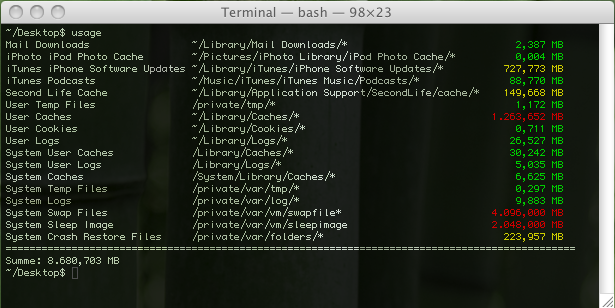 Terminal — bash — 98×23
~/Desktop$ usage
Mail Downloads ~/Library/Mail Downloads/* 2,387 MB
iPhoto iPod Photo Cache ~/Pictures/iPhoto Library/iPod Photo Cache/* 0,004 MB
iTunes iPhone Software Updates ~/Library/iTunes/iPhone Software Updates/* 727,773 MB
iTunes Podcasts ~/Music/iTunes/iTunes Music/Podcasts/* 88,770 MB
Second Life Cache ~/Library/Application Support/SecondLife/cache/* 149,668 MB
User Temp Files /private/tmp/* 1,172 MB
User Caches ~/Library/Caches/* 1.263,652 MB
User Cookies ~/Library/Cookies/* 0,711 MB
User Logs ~/Library/Logs/* 26,527 MB
System User Caches /Library/Caches/* 30,242 MB
System User Logs /Library/Logs/* 5,035 MB
System Caches /System/Library/Caches/* 6,625 MB
System Temp Files /private/var/tmp/* 0,297 MB
System Logs /private/var/log/* 9,883 MB
System Swap Files /private/var/vm/swapfile* 4.096,000 MB
System Sleep Image /private/var/vm/sleepimage 2.048,000 MB
System Crash Restore Files /private/var/folders/* 223,957 MB
Summe: 8.680,703 MB
~/Desktop$